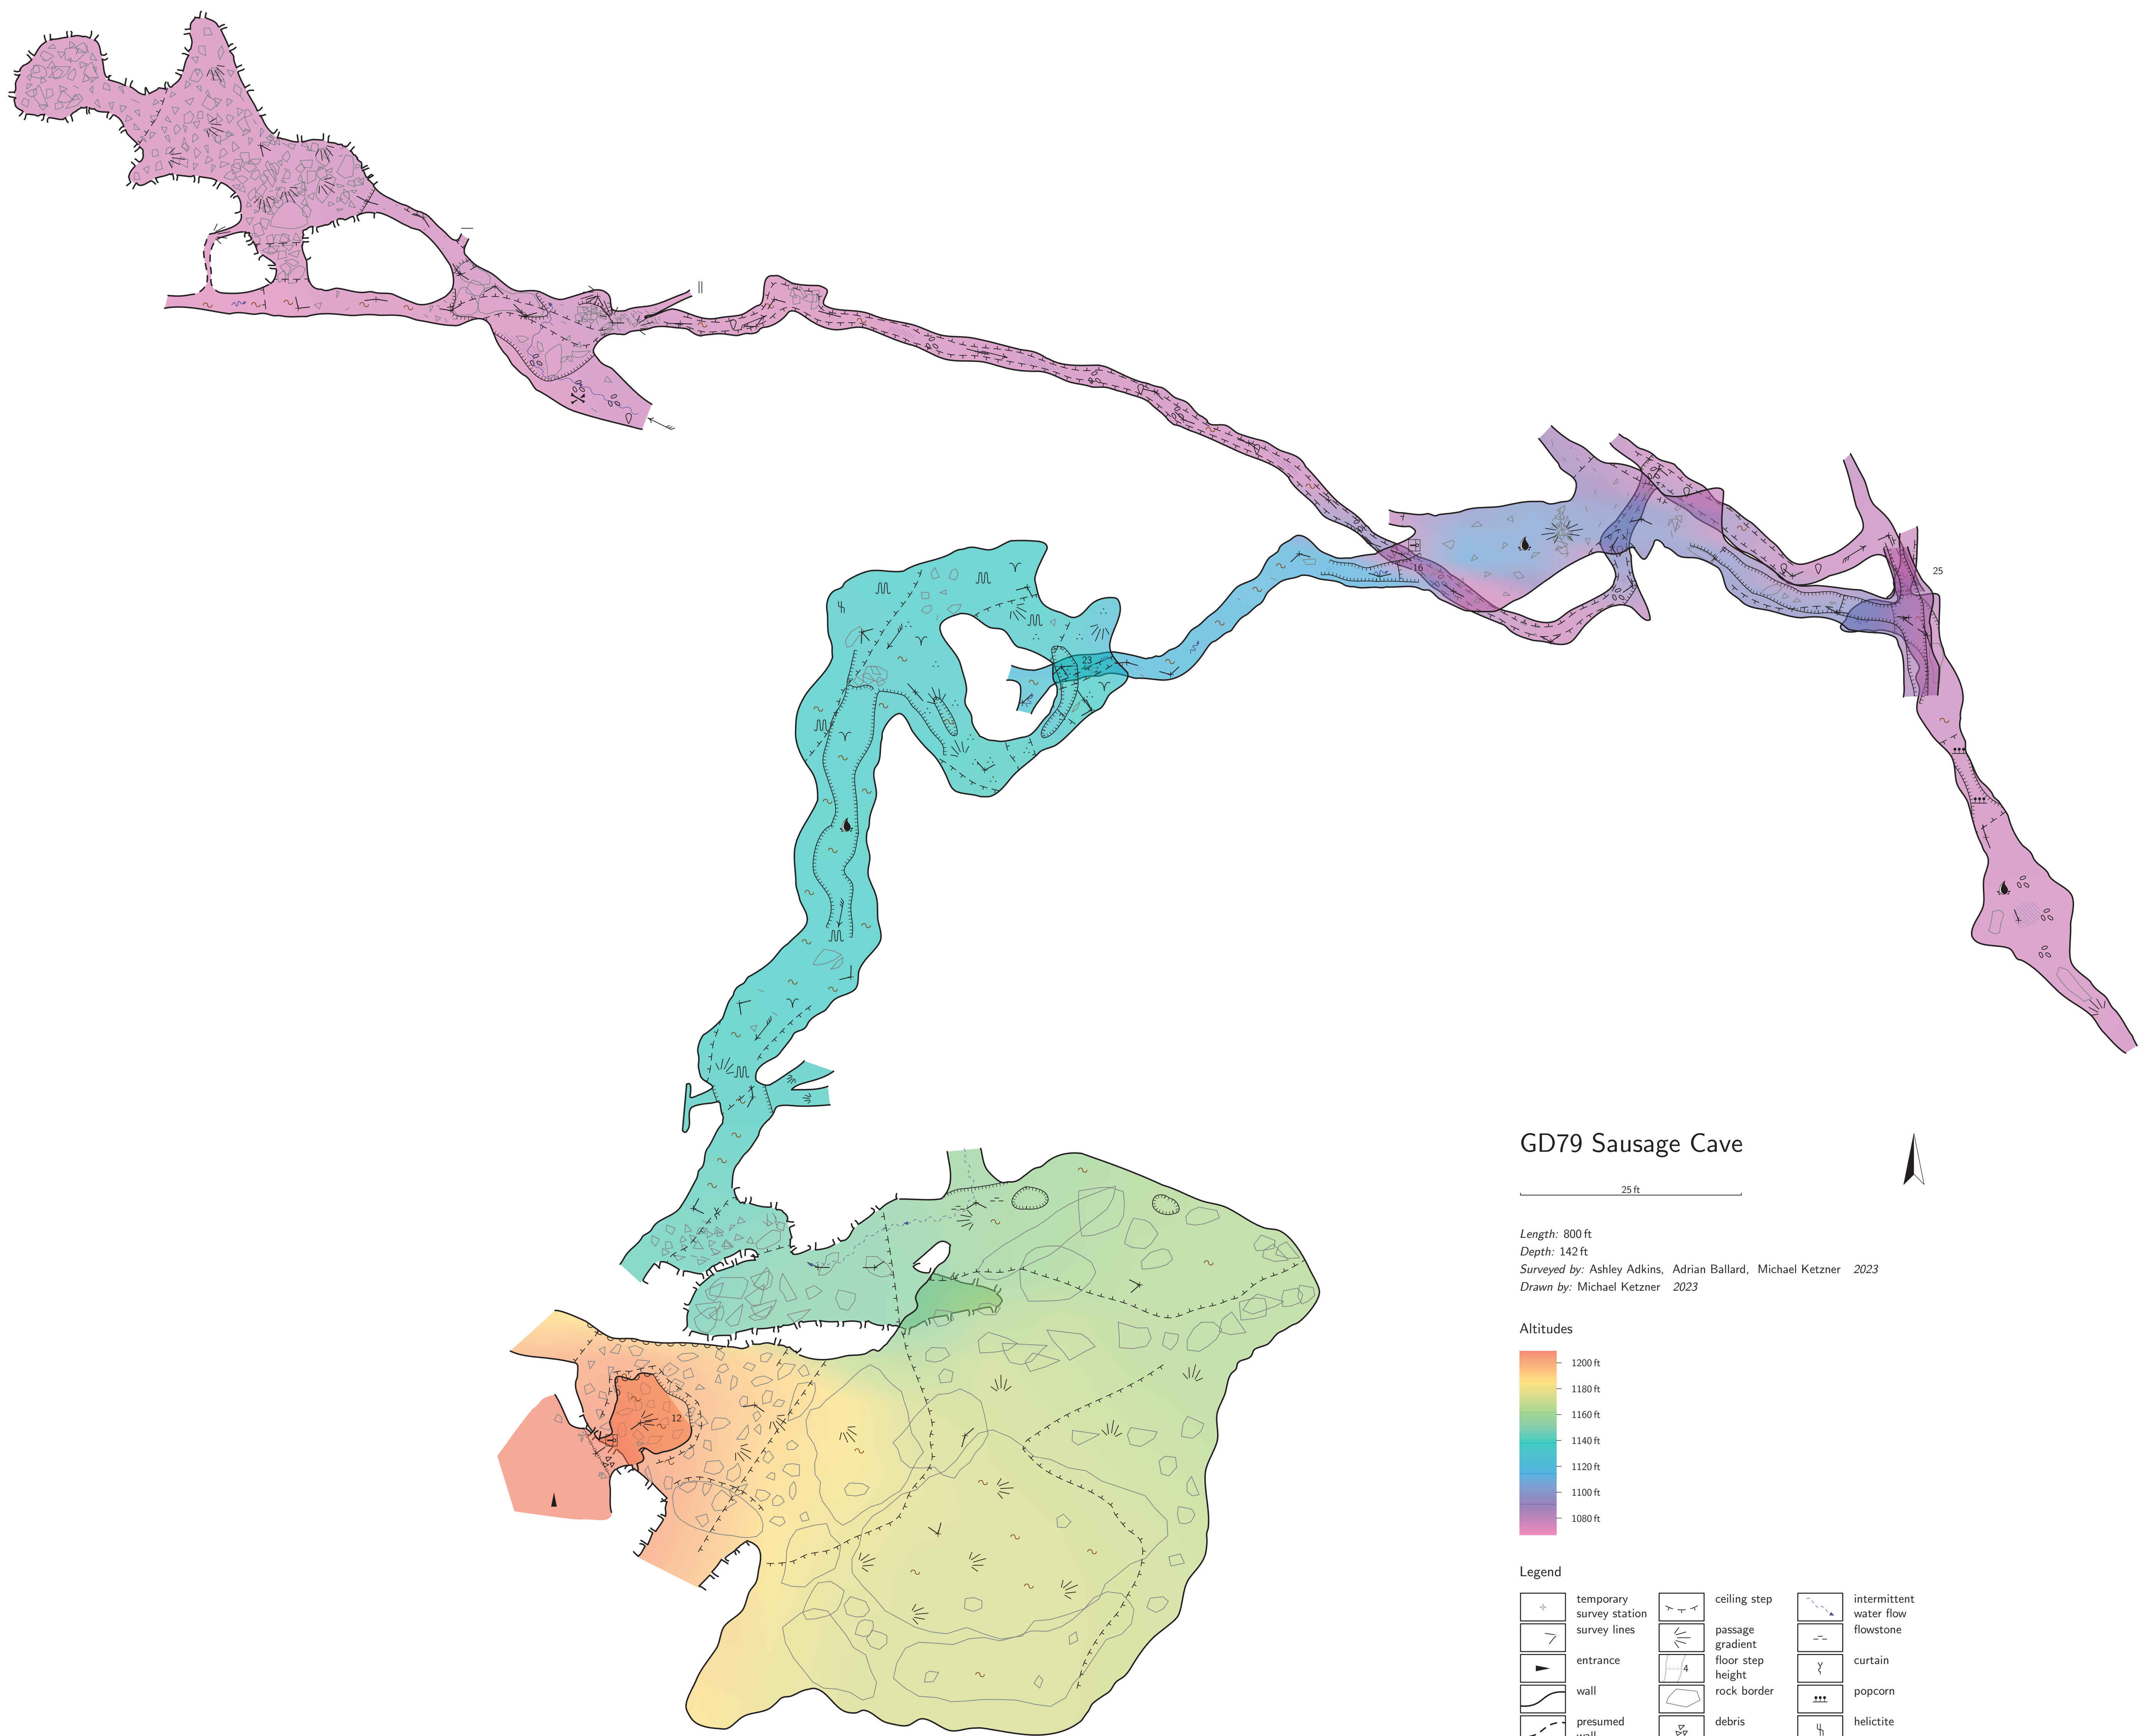 16
25
23
GD79 Sausage Cave
25 ft
Length: 800 ft
Depth: 142 ft
Surveyed by: Ashley Adkins, Adrian Ballard, Michael Ketzner 2023
Drawn by: Michael Ketzner 2023
Altitudes
1200 ft
1180 ft
1160 ft
1140 ft
1120 ft
1100 ft
1080 ft
12
Legend
temporary
survey station
ceiling step
intermittent
water flow
survey lines
passage
gradient
flowstone
entrance
floor step
height
4
curtain
wall
rock border
popcorn
presumed
wall
debris
helictite